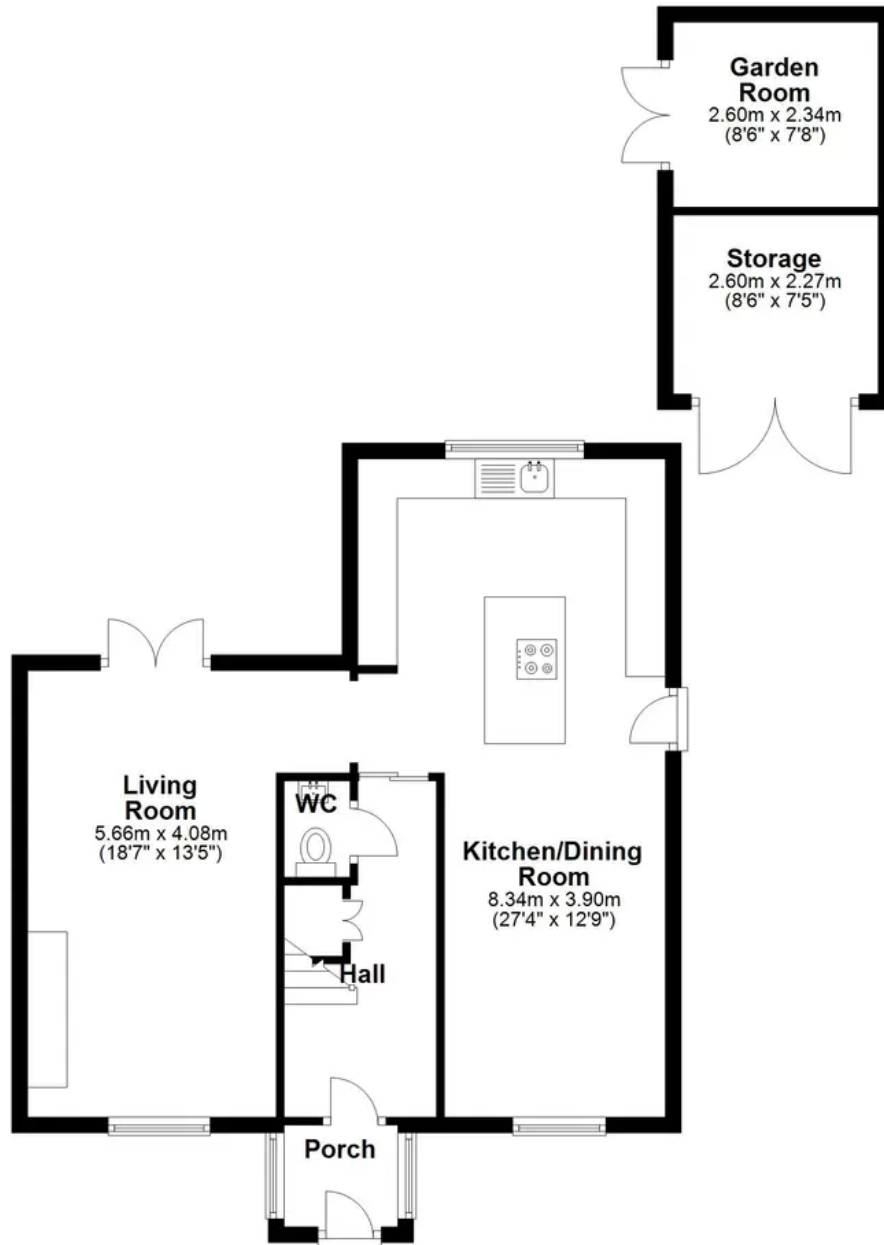 Garden
Room
2.60m x 2.34m
(8'6" x 7'8")
Storage
2.60m x 2.27m
(8'6" x 7'5")
Living
Room
5.66m x 4.08m
(18'7" x 13'5")
WC
Kitchen/Dining
Room
8.34m x 3.90m
(27'4" x 12'9")
Hall
Porch